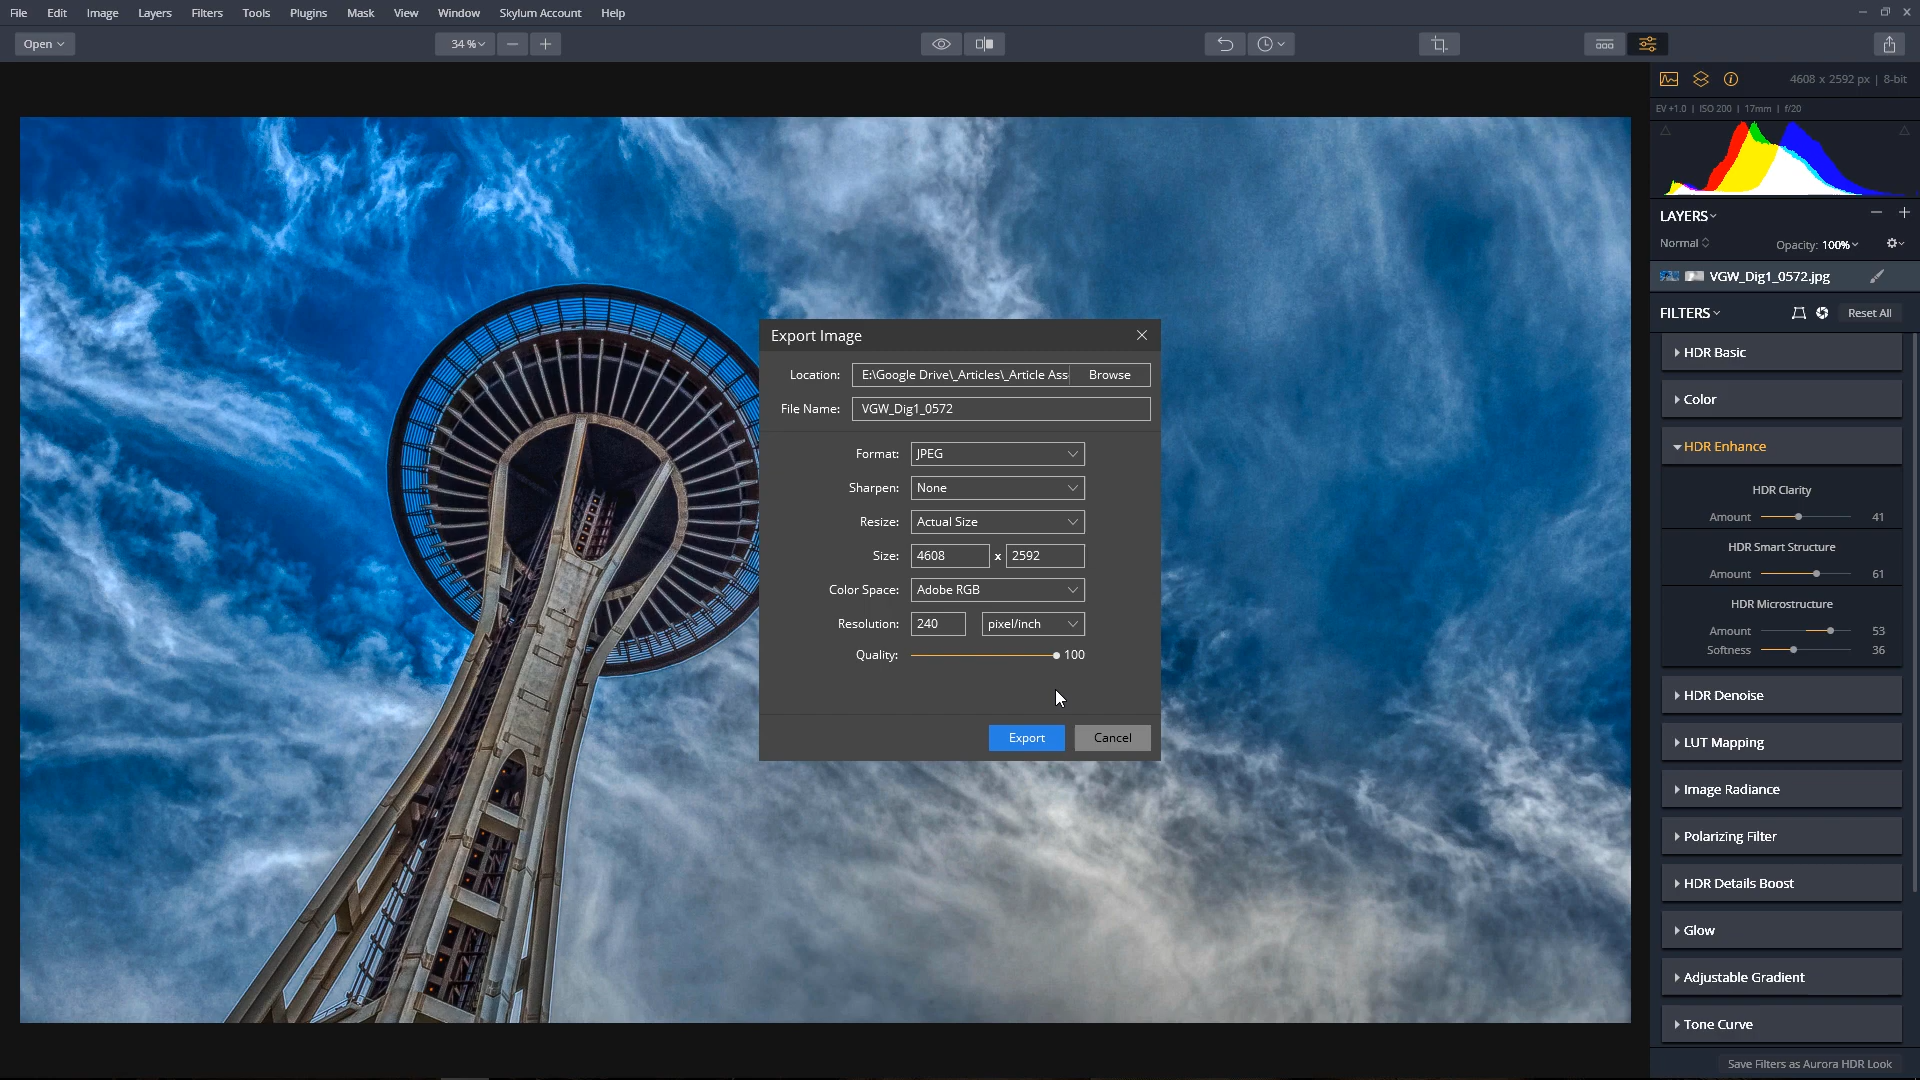 File Edit Image Layers Filters Tools Plugins Mask View Window Skylum Account Help
Open 34 %
4608 x 2592 px | 8-bit
EV +1.0 | ISO 200 | 17mm | f/20
LAYERS
Normal Opacity: 100%
VGW_Dig1_0572.jpg
FILTERS Reset All
HDR Basic
Color
HDR Enhance
HDR Clarity
Amount 41
HDR Smart Structure
Amount 61
HDR Microstructure
Amount 53
Softness 36
HDR Denoise
LUT Mapping
Image Radiance
Polarizing Filter
HDR Details Boost
Glow
Adjustable Gradient
Tone Curve
Save Filters as Aurora HDR Look
Export Image
Location: E:\Google Drive\_Articles\_Article Ass Browse
File Name: VGW_Dig1_0572
Format: JPEG
Sharpen: None
Resize: Actual Size
Size: 4608 x 2592
Color Space: Adobe RGB
Resolution: 240 pixel/inch
Quality: 100
Export Cancel